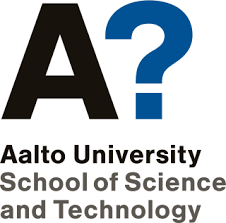 A?
Aalto University
School of Science
and Technology